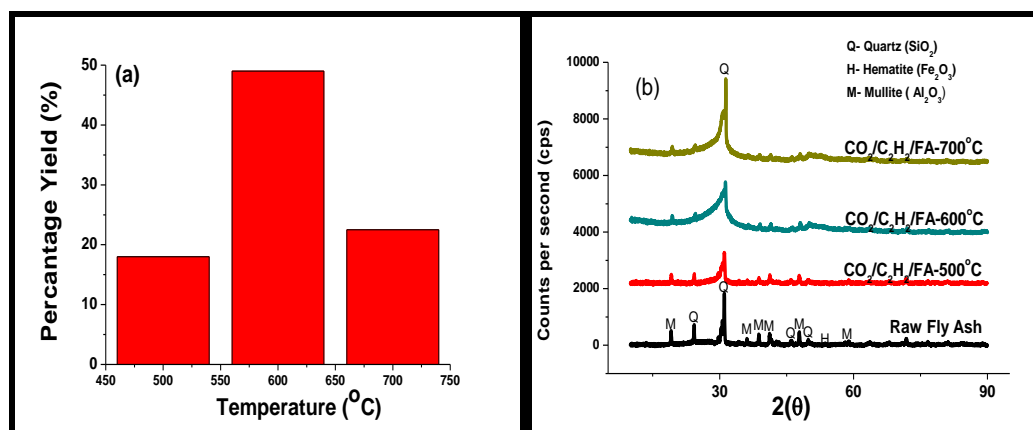 (a)
Percantage Yield (%)
50
40
30
20
10
0
450 500 550 600 650 700 750
Temperature (°C)
(b)
Q- Quartz (SiO₂)
H- Hematite (Fe₂O₃)
M- Mullite ( Al₂O₃)
Counts per second (cps)
10000
8000
6000
4000
2000
0
Q
CO₂/C₂H₂/FA-700°C
CO₂/C₂H₂/FA-600°C
CO₂/C₂H₂/FA-500°C
Raw Fly Ash
M Q Q M M M Q M Q H M
30 60 90
2(θ)